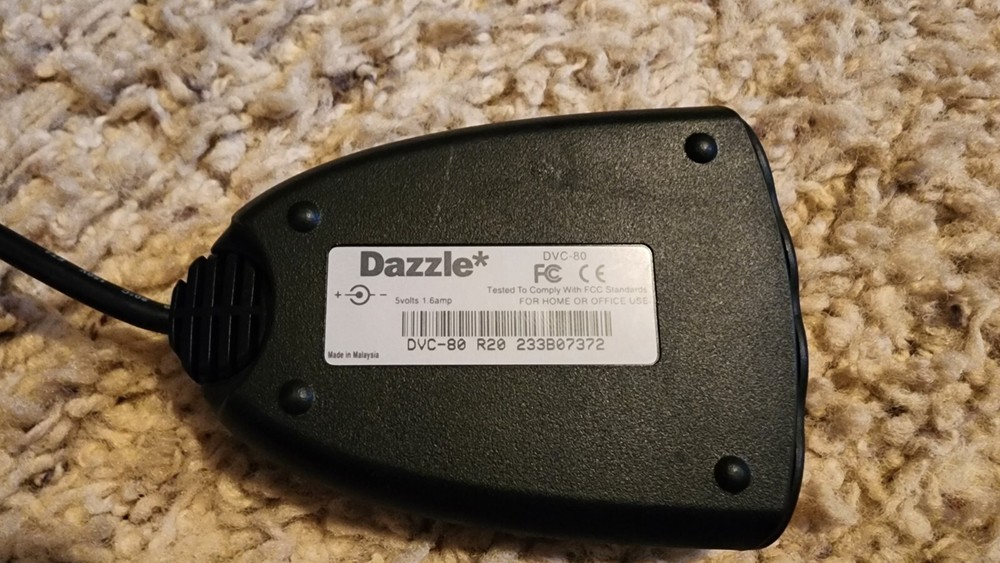 Dazzle*
DVC-80
FC CE
Tested To Comply With FCC Standards
FOR HOME OR OFFICE USE
+ -
5volts 1.6amp
DVC-80 R20 233B07372
Made in Malaysia